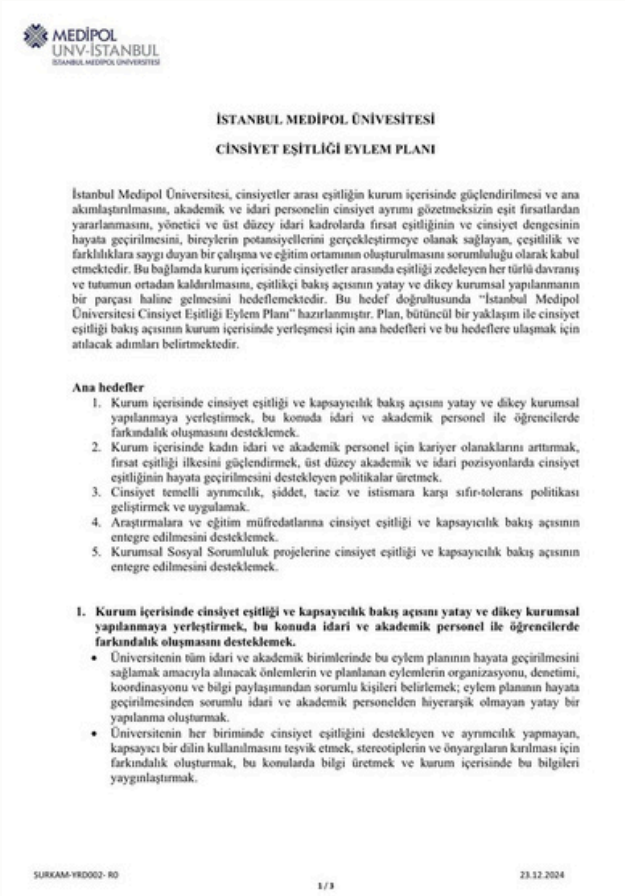 MEDİPOL
UNV-İSTANBUL
İSTANBUL MEDİPOL ÜNİVERSİTESİ
İSTANBUL MEDİPOL ÜNİVESİTESİ
CİNSİYET EŞİTLİĞİ EYLEM PLANI
İstanbul Medipol Üniversitesi, cinsiyetler arası eşitliğin kurum içerisinde güçlendirilmesi ve ana
akımlaştırılmasını, akademik ve idari personelin cinsiyet ayrımı gözetmeksizin eşit fırsatlardan
yararlanmasını, yönetici ve üst düzey idari kadrolarda fırsat eşitliğinin ve cinsiyet dengesinin
hayata geçirilmesini, bireylerin potansiyellerini gerçekleştirmeye olanak sağlayan, çeşitlilik ve
farklılıklara saygı duyan bir çalışma ve eğitim ortamının oluşturulmasını sorumluluğu olarak kabul
etmektedir. Bu bağlamda kurum içerisinde cinsiyetler arasında eşitliği zedeleyen her türlü davranış
ve tutumun ortadan kaldırılmasını, eşitlikçi bakış açısının yatay ve dikey kurumsal yapılanmanın
bir parçası haline gelmesini hedeflemektedir. Bu hedef doğrultusunda “İstanbul Medipol
Üniversitesi Cinsiyet Eşitliği Eylem Planı” hazırlanmıştır. Plan, bütüncül bir yaklaşım ile cinsiyet
eşitliği bakış açısının kurum içerisinde yerleşmesi için ana hedefleri ve bu hedeflere ulaşmak için
atılacak adımları belirtmektedir.
Ana hedefler
1. Kurum içerisinde cinsiyet eşitliği ve kapsayıcılık bakış açısını yatay ve dikey kurumsal
yapılanmaya yerleştirmek, bu konuda idari ve akademik personel ile öğrencilerde
farkındalık oluşmasını desteklemek.
2. Kurum içerisinde kadın idari ve akademik personel için kariyer olanaklarını arttırmak,
fırsat eşitliği ilkesini güçlendirmek, üst düzey akademik ve idari pozisyonlarda cinsiyet
eşitliğinin hayata geçirilmesini destekleyen politikalar üretmek.
3. Cinsiyet temelli ayrımcılık, şiddet, taciz ve istismara karşı sıfır-tolerans politikası
geliştirmek ve uygulamak.
4. Araştırmalara ve eğitim müfredatlarına cinsiyet eşitliği ve kapsayıcılık bakış açısının
entegre edilmesini desteklemek.
5. Kurumsal Sosyal Sorumluluk projelerine cinsiyet eşitliği ve kapsayıcılık bakış açısının
entegre edilmesini desteklemek.
1. Kurum içerisinde cinsiyet eşitliği ve kapsayıcılık bakış açısını yatay ve dikey kurumsal
yapılanmaya yerleştirmek, bu konuda idari ve akademik personel ile öğrencilerde
farkındalık oluşmasını desteklemek.
• Üniversitenin tüm idari ve akademik birimlerinde bu eylem planının hayata geçirilmesini
sağlamak amacıyla alınacak önlemlerin ve planlanan eylemlerin organizasyonu, denetimi,
koordinasyonu ve bilgi paylaşımından sorumlu kişileri belirlemek; eylem planının hayata
geçirilmesinden sorumlu idari ve akademik personelden hiyerarşik olmayan yatay bir
yapılanma oluşturmak.
• Üniversitenin her biriminde cinsiyet eşitliğini destekleyen ve ayrımcılık yapmayan,
kapsayıcı bir dilin kullanılmasını teşvik etmek, stereotiplerin ve önyargıların kırılması için
farkındalık oluşturmak, bu konularda bilgi üretmek ve kurum içerisinde bu bilgileri
yaygınlaştırmak.
SURKAM-YRD002- R0
23.12.2024
1 / 3